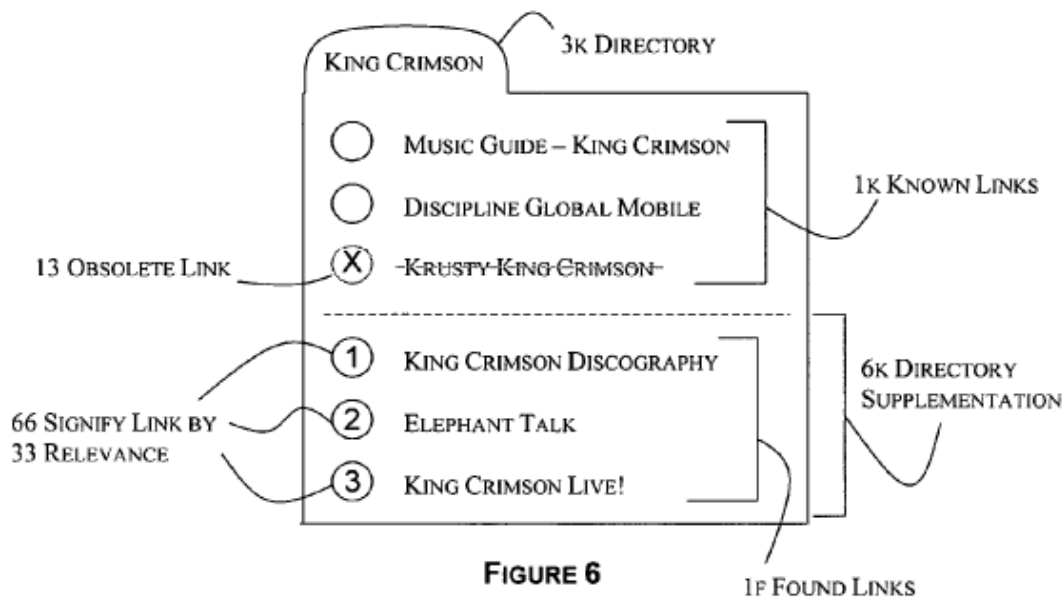 3K DIRECTORY
KING CRIMSON
MUSIC GUIDE – KING CRIMSON
1K KNOWN LINKS
DISCIPLINE GLOBAL MOBILE
13 OBSOLETE LINK
X KRUSTY KING CRIMSON
1 KING CRIMSON DISCOGRAPHY
6K DIRECTORY
SUPPLEMENTATION
66 SIGNIFY LINK BY
33 RELEVANCE
2 ELEPHANT TALK
3 KING CRIMSON LIVE!
FIGURE 6
1F FOUND LINKS